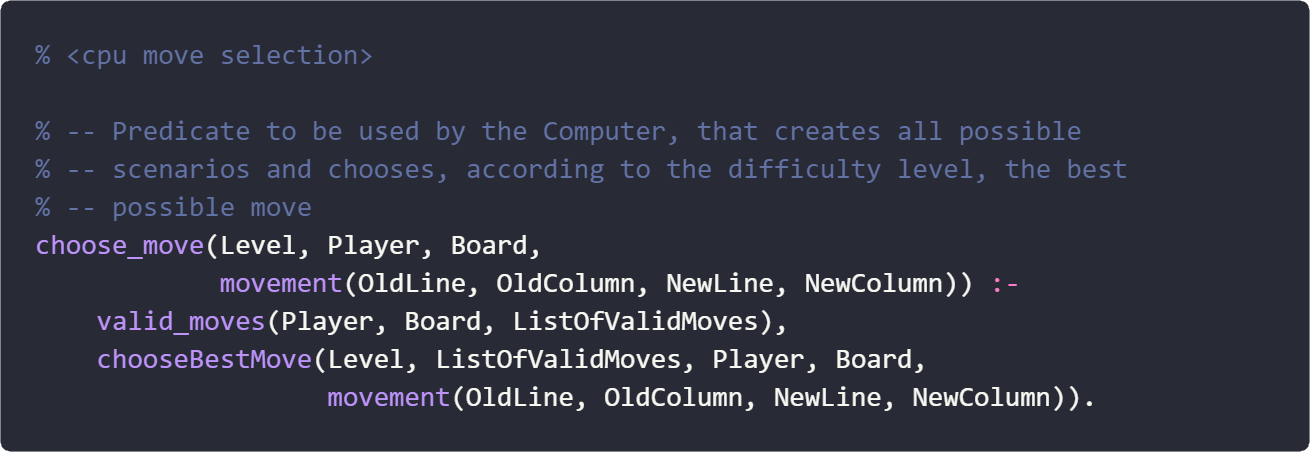 % <cpu move selection>
% -- Predicate to be used by the Computer, that creates all possible
% -- scenarios and chooses, according to the difficulty level, the best
% -- possible move
choose_move(Level, Player, Board,
movement(OldLine, OldColumn, NewLine, NewColumn)) :-
valid_moves(Player, Board, ListOfValidMoves),
chooseBestMove(Level, ListOfValidMoves, Player, Board,
movement(OldLine, OldColumn, NewLine, NewColumn)).